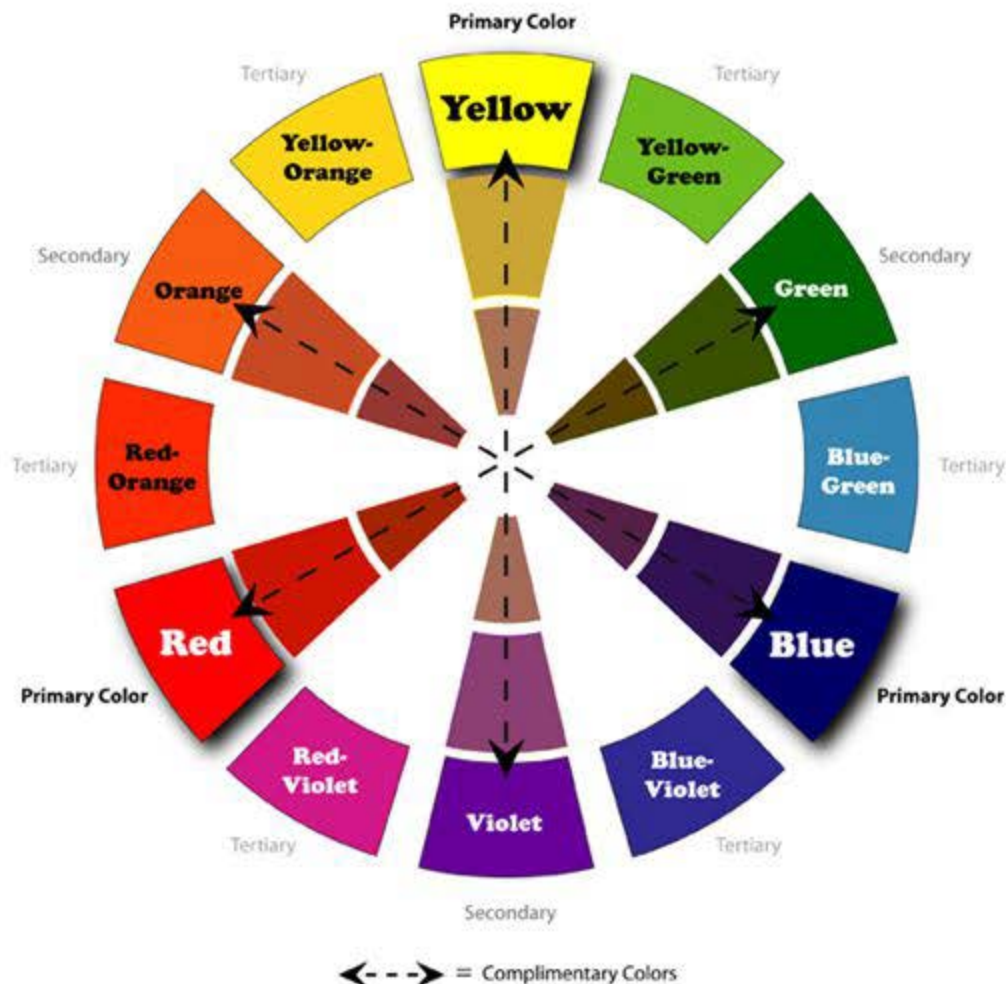 Primary Color
Tertiary
Tertiary
Yellow
Yellow-
Orange
Yellow-
Green
Secondary
Secondary
Orange
Green
Tertiary
Red-
Orange
Blue-
Green
Tertiary
Red
Blue
Primary Color
Primary Color
Red-
Violet
Blue-
Violet
Violet
Tertiary
Tertiary
Secondary
= Complimentary Colors